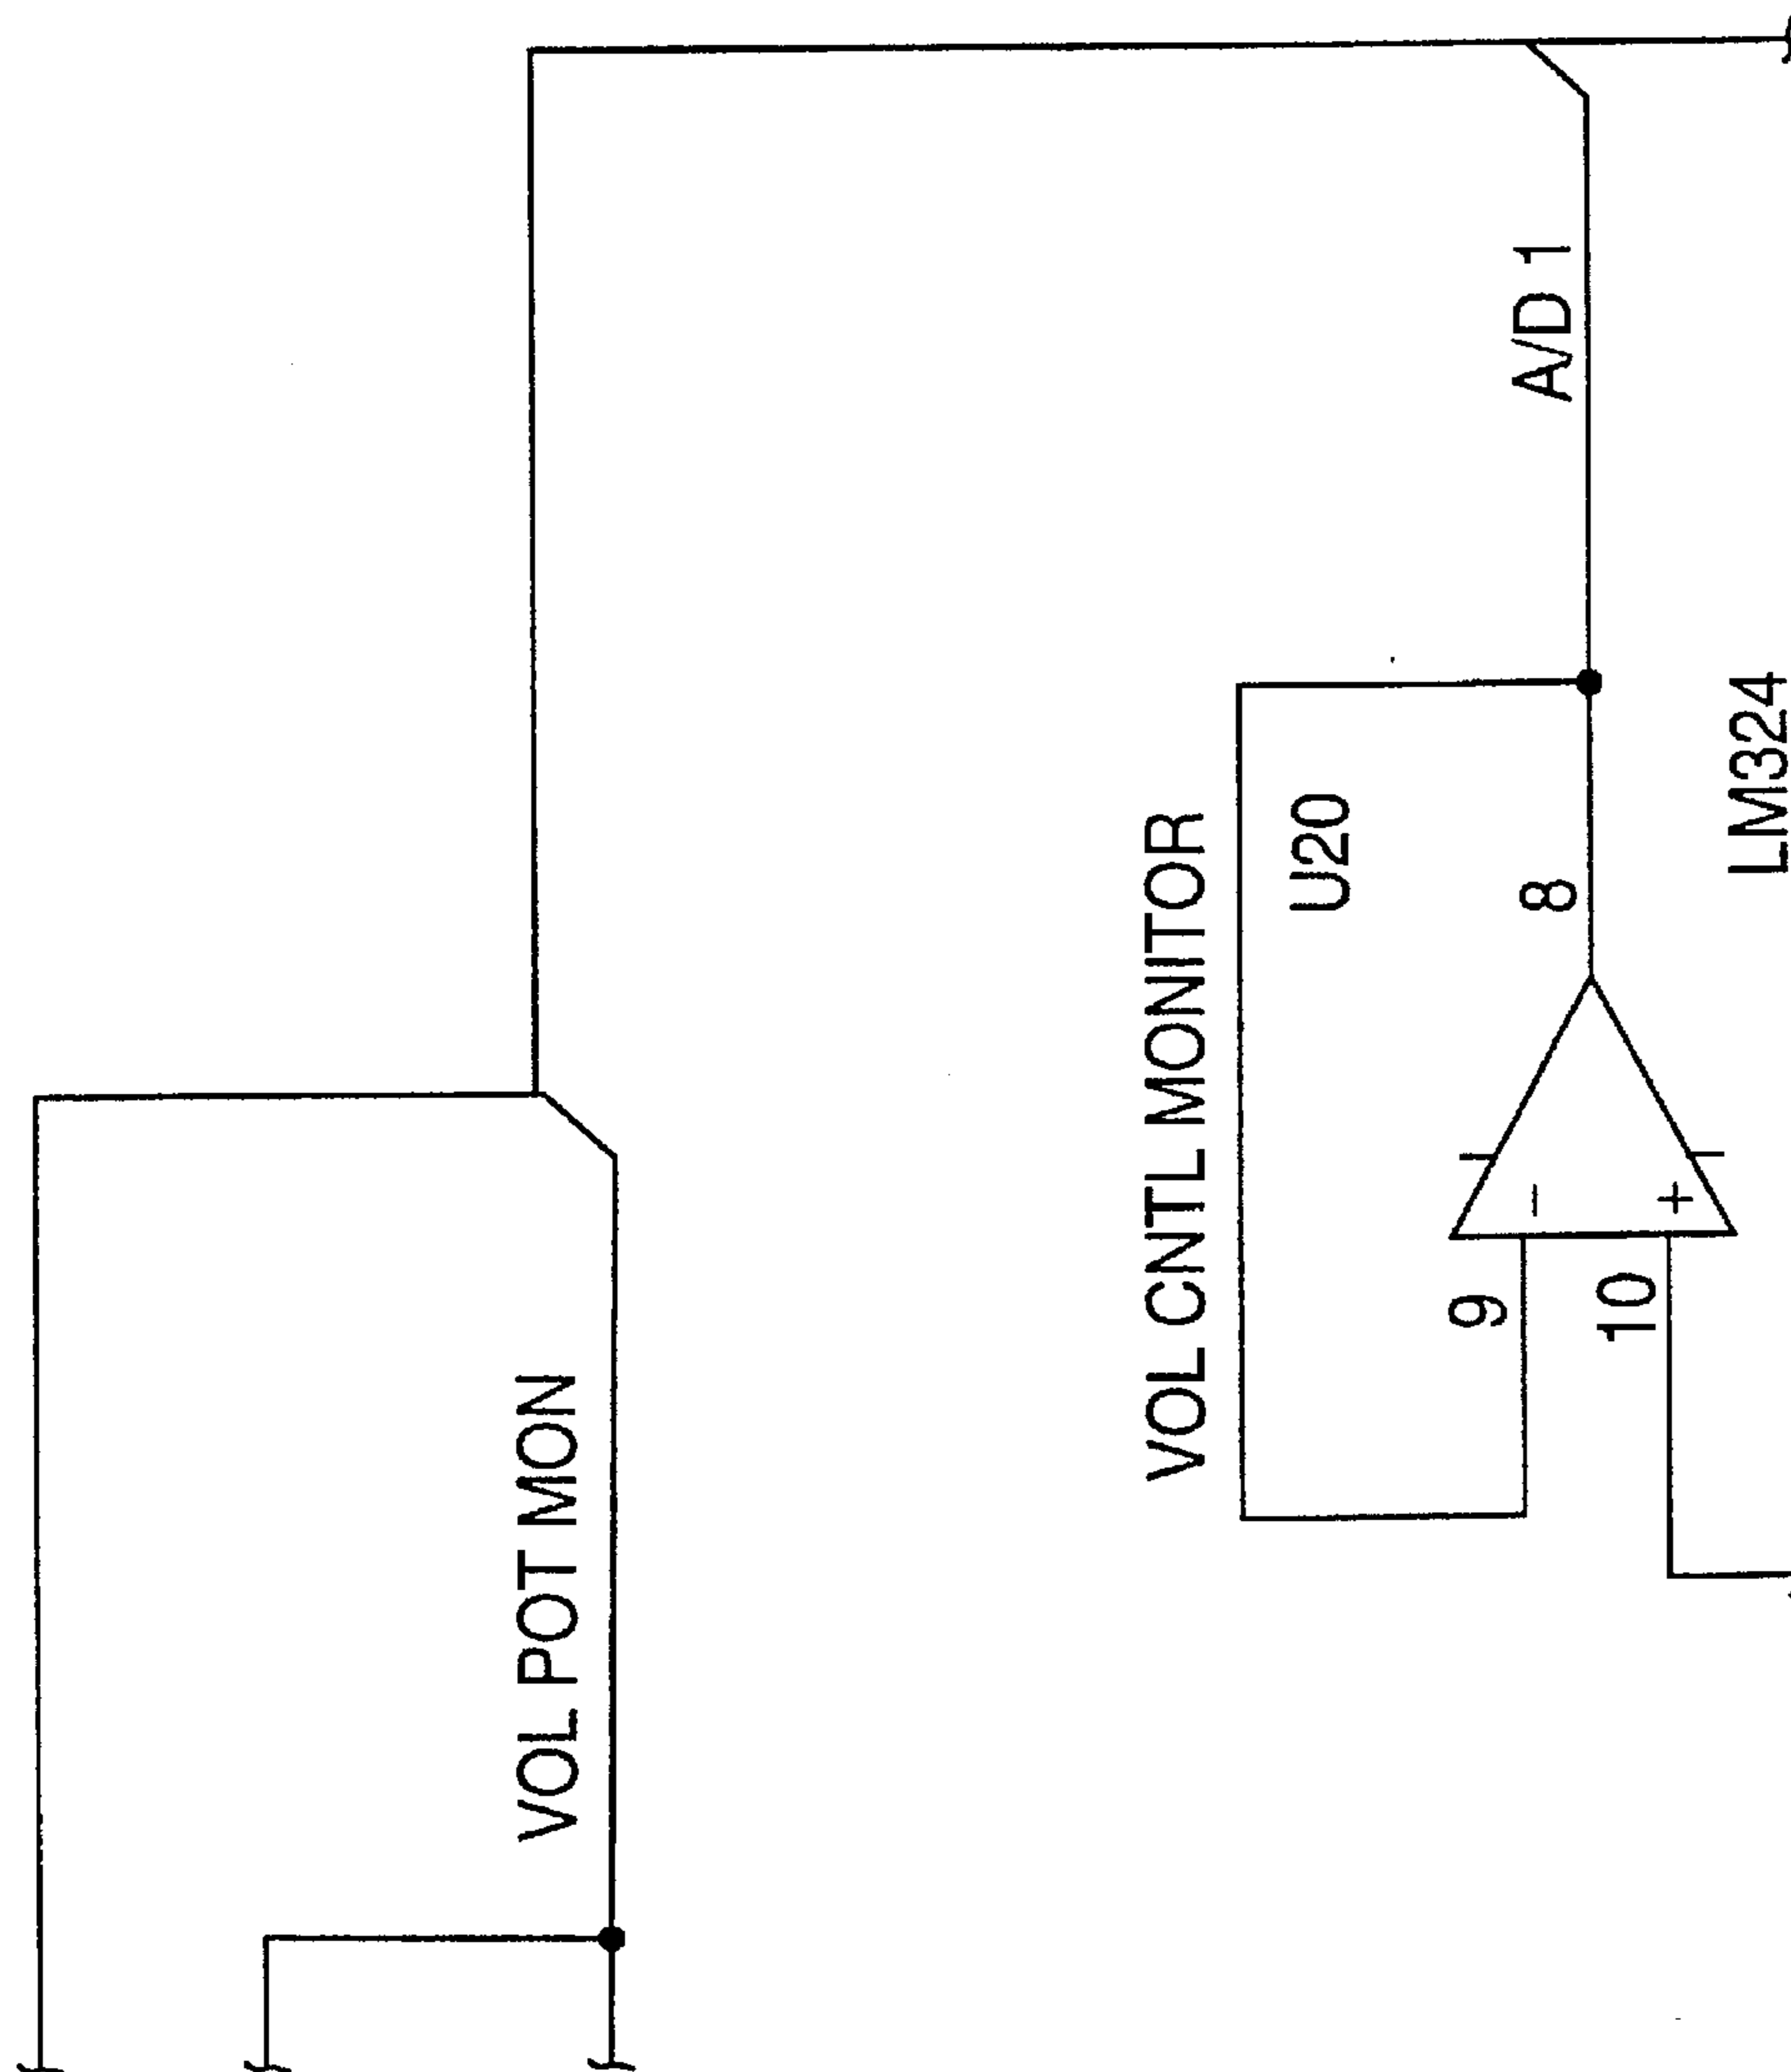 VOL POT MON
VOL CNTL MONITOR
U20
9
8
A/D 1
10
LM324
-
+